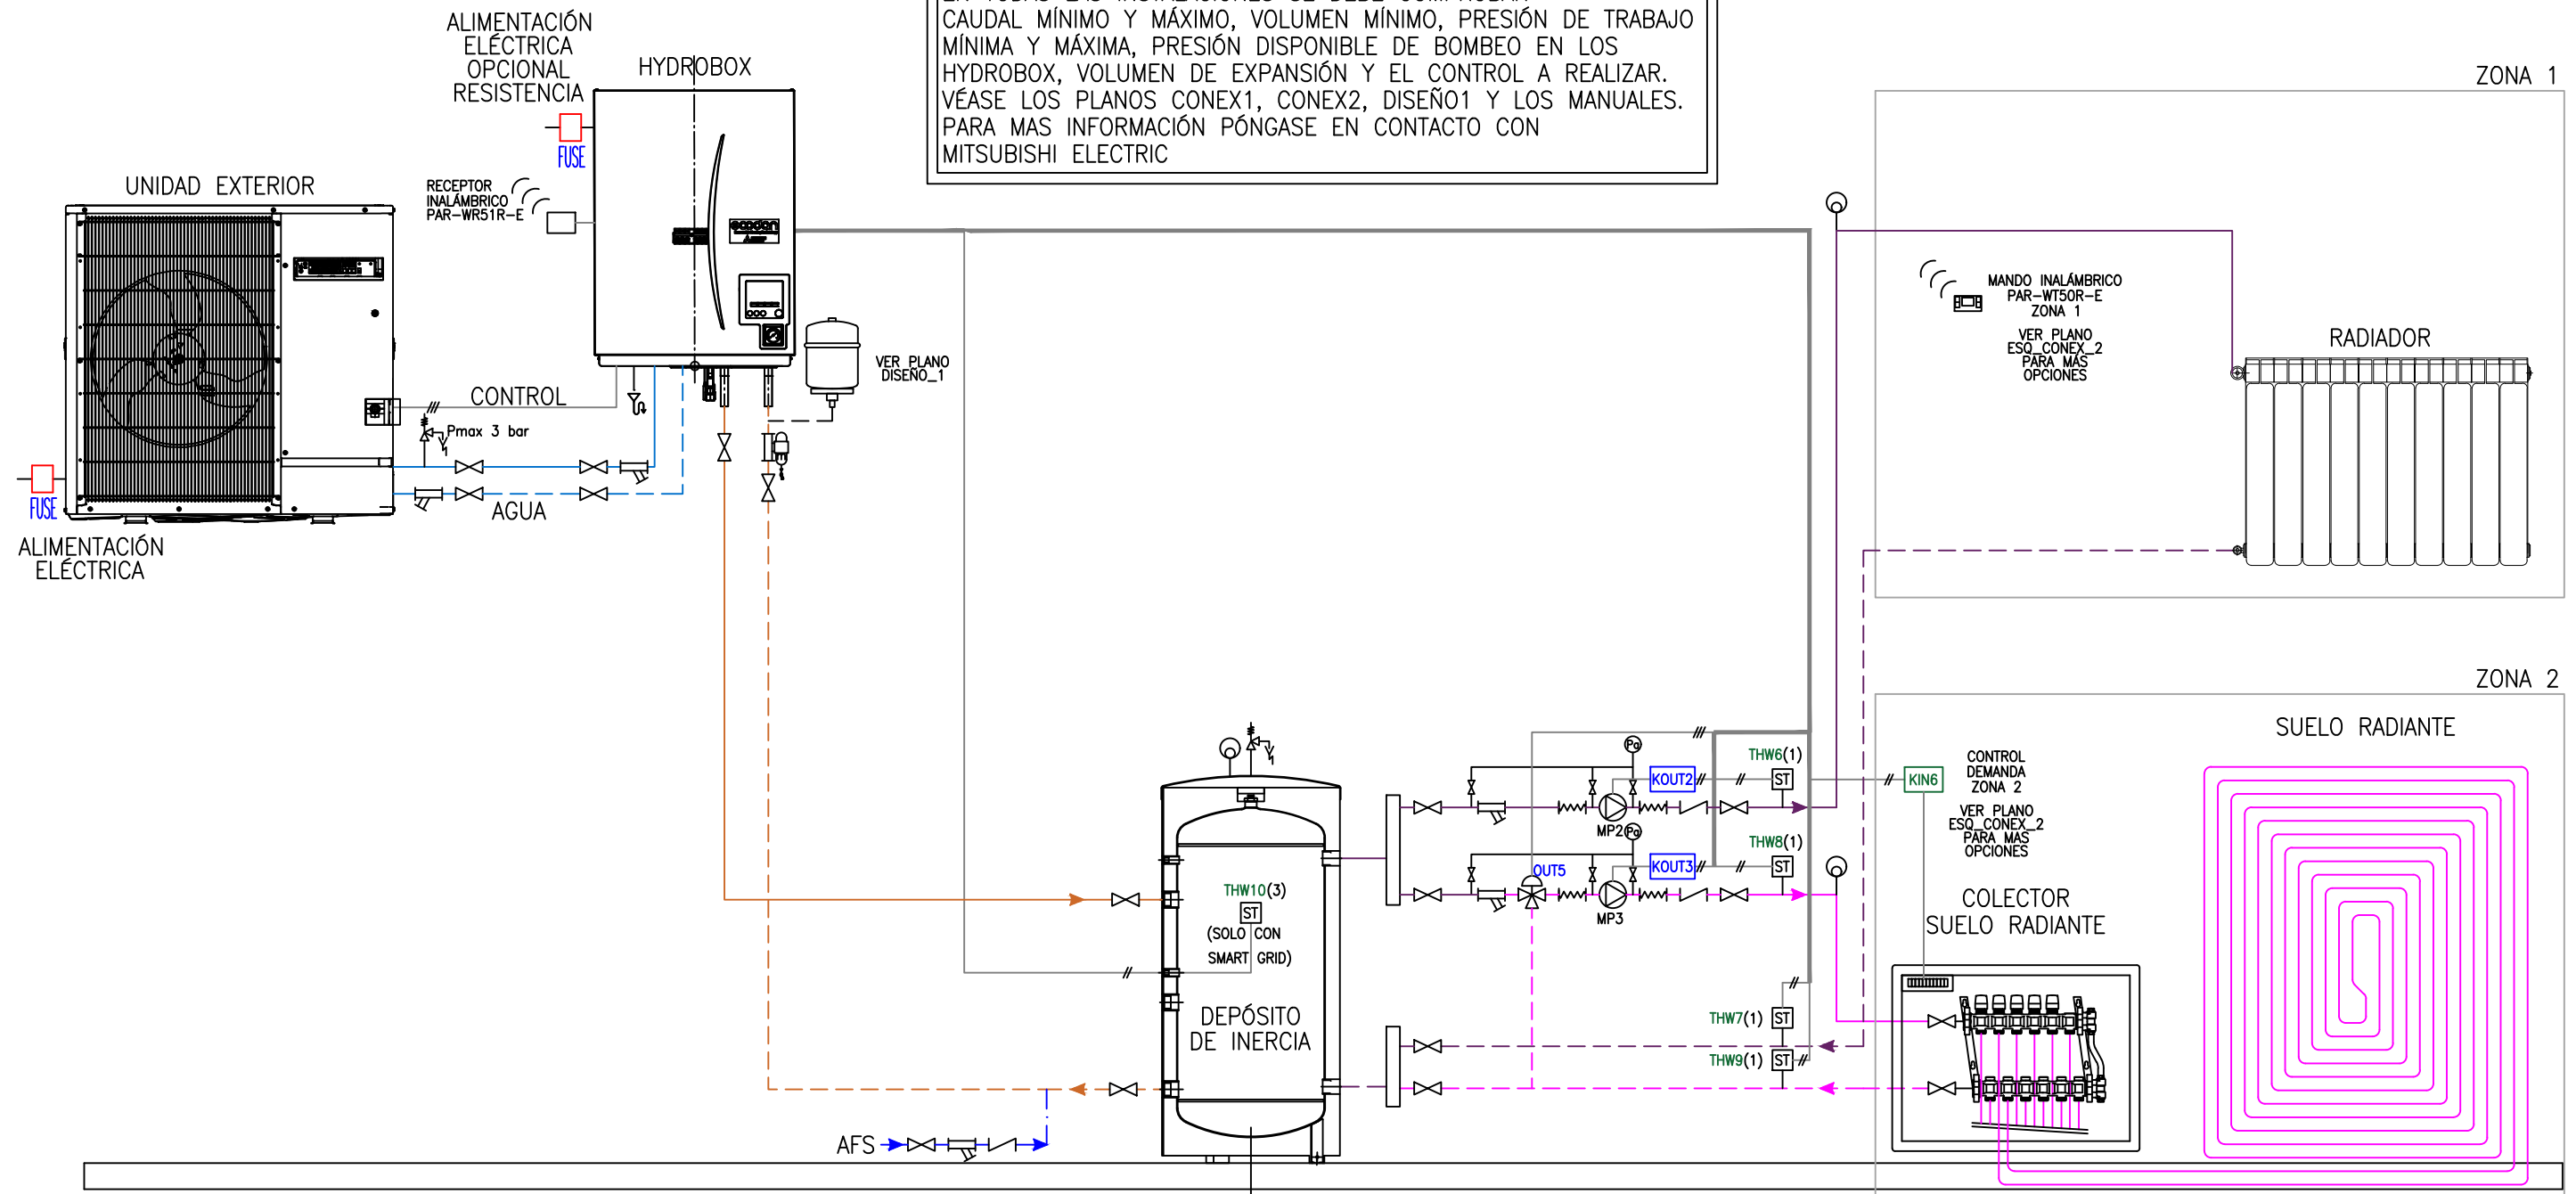 CAUDAL MÍNIMO Y MÁXIMO, VOLUMEN MÍNIMO, PRESIÓN DE TRABAJO
MÍNIMA Y MÁXIMA, PRESIÓN DISPONIBLE DE BOMBEO EN LOS
HYDROBOX, VOLUMEN DE EXPANSIÓN Y EL CONTROL A REALIZAR.
VÉASE LOS PLANOS CONEX1, CONEX2, DISEÑO1 Y LOS MANUALES.
PARA MAS INFORMACIÓN PÓNGASE EN CONTACTO CON
MITSUBISHI ELECTRIC
ALIMENTACIÓN
ELÉCTRICA
OPCIONAL
RESISTENCIA
FUSE
HYDROBOX
ecodan
RECEPTOR
INALÁMBRICO
PAR-WR51R-E
UNIDAD EXTERIOR
CONTROL
Pmax 3 bar
AGUA
FUSE
ALIMENTACIÓN
ELÉCTRICA
VER PLANO
DISEÑO_1
ZONA 1
MANDO INALÁMBRICO
PAR-WT50R-E
ZONA 1
VER PLANO
ESQ_CONEX_2
PARA MÁS
OPCIONES
RADIADOR
ZONA 2
SUELO RADIANTE
CONTROL
DEMANDA
ZONA 2
VER PLANO
ESQ_CONEX_2
PARA MAS
OPCIONES
KIN6
COLECTOR
SUELO RADIANTE
Pa
KOUT2
THW6(1)
ST
MP2
Pa
KOUT3
THW8(1)
ST
OUT5
MP3
THW10(3)
ST
(SOLO CON
SMART GRID)
DEPÓSITO
DE INERCIA
THW7(1)
ST
THW9(1)
ST
AFS